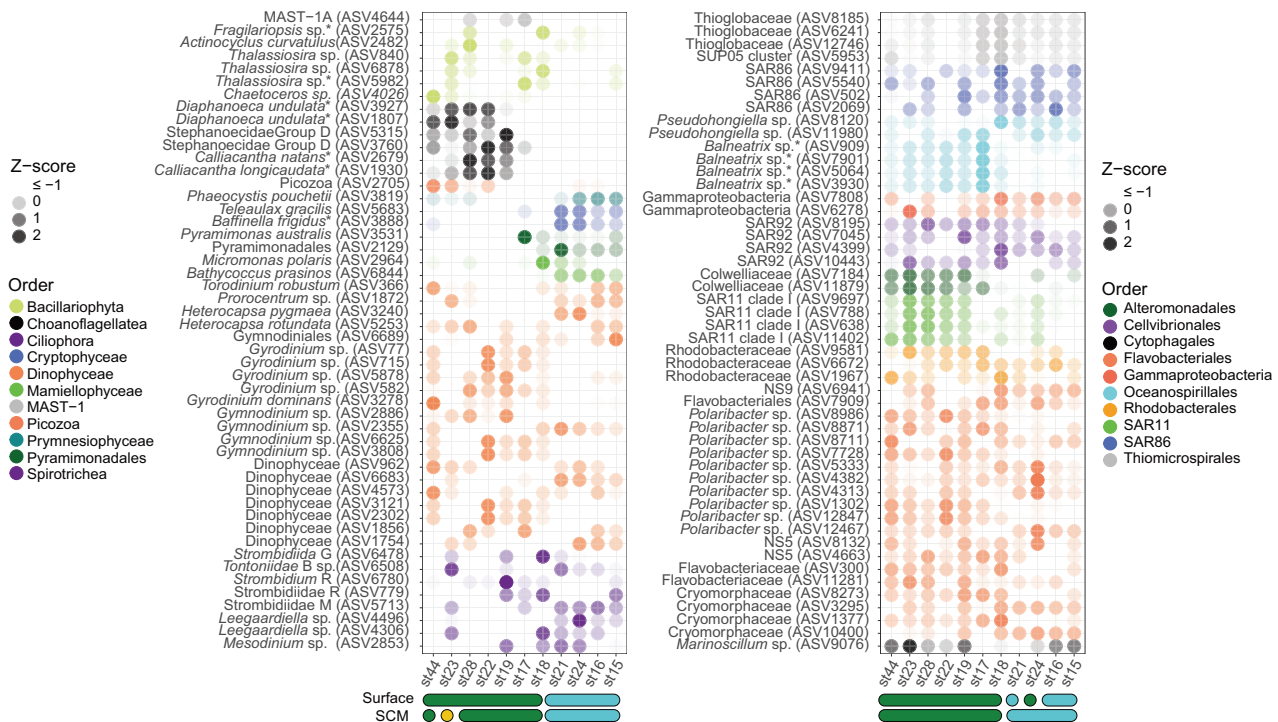 MAST-1A (ASV4644)
Fragilariopsis sp.* (ASV2575)
Actinocyclus curvatulus(ASV2482)
Thalassiosira sp. (ASV840)
Thalassiosira sp. (ASV6878)
Thalassiosira sp.* (ASV5982)
Chaetoceros sp. (ASV4026)
Diaphanoeca undulata* (ASV3927)
Diaphanoeca undulata* (ASV1807)
StephanoecidaeGroup D (ASV5315)
Stephanoecidae Group D (ASV3760)
Calliacantha natans* (ASV2679)
Calliacantha longicaudata* (ASV1930)
Picozoa (ASV2705)
Phaeocystis pouchetii (ASV3819)
Teleaulax gracilis (ASV5683)
Baffinella frigidus* (ASV3888)
Pyramimonas australis (ASV3531)
Pyramimonadales (ASV2129)
Micromonas polaris (ASV2964)
Bathycoccus prasinos (ASV6844)
Torodinium robustum (ASV366)
Prorocentrum sp. (ASV1872)
Heterocapsa pygmaea (ASV3240)
Heterocapsa rotundata (ASV5253)
Gymnodiniales (ASV6689)
Gyrodinium sp. (ASV77)
Gyrodinium sp. (ASV715)
Gyrodinium sp. (ASV5878)
Gyrodinium sp. (ASV582)
Gyrodinium dominans (ASV3278)
Gymnodinium sp. (ASV2886)
Gymnodinium sp. (ASV2355)
Gymnodinium sp. (ASV6625)
Gymnodinium sp. (ASV3808)
Dinophyceae (ASV962)
Dinophyceae (ASV6683)
Dinophyceae (ASV4573)
Dinophyceae (ASV3121)
Dinophyceae (ASV2302)
Dinophyceae (ASV1856)
Dinophyceae (ASV1754)
Strombidiida G (ASV6478)
Tontoniidae B sp.(ASV6508)
Strombidium R (ASV6780)
Strombidiidae R (ASV779)
Strombidiidae M (ASV5713)
Leegaardiella sp. (ASV4496)
Leegaardiella sp. (ASV4306)
Mesodinium sp. (ASV2853)
st44 st23 st28 st22 st19 st17 st18 st21 st24 st16 st15
Surface
SCM
Z−score
≤ −1
0
1
2
Order
Bacillariophyta
Choanoflagellatea
Ciliophora
Cryptophyceae
Dinophyceae
Mamiellophyceae
MAST-1
Picozoa
Prymnesiophyceae
Pyramimonadales
Spirotrichea
Thioglobaceae (ASV8185)
Thioglobaceae (ASV6241)
Thioglobaceae (ASV12746)
SUP05 cluster (ASV5953)
SAR86 (ASV9411)
SAR86 (ASV5540)
SAR86 (ASV502)
SAR86 (ASV2069)
Pseudohongiella sp. (ASV8120)
Pseudohongiella sp. (ASV11980)
Balneatrix sp.* (ASV909)
Balneatrix sp.* (ASV7901)
Balneatrix sp.* (ASV5064)
Balneatrix sp.* (ASV3930)
Gammaproteobacteria (ASV7808)
Gammaproteobacteria (ASV6278)
SAR92 (ASV8195)
SAR92 (ASV7045)
SAR92 (ASV4399)
SAR92 (ASV10443)
Colwelliaceae (ASV7184)
Colwelliaceae (ASV11879)
SAR11 clade I (ASV9697)
SAR11 clade I (ASV788)
SAR11 clade I (ASV638)
SAR11 clade I (ASV11402)
Rhodobacteraceae (ASV9581)
Rhodobacteraceae (ASV6672)
Rhodobacteraceae (ASV1967)
NS9 (ASV6941)
Flavobacteriales (ASV7909)
Polaribacter sp. (ASV8986)
Polaribacter sp. (ASV8871)
Polaribacter sp. (ASV8711)
Polaribacter sp. (ASV7728)
Polaribacter sp. (ASV5333)
Polaribacter sp. (ASV4382)
Polaribacter sp. (ASV4313)
Polaribacter sp. (ASV1302)
Polaribacter sp. (ASV12847)
Polaribacter sp. (ASV12467)
NS5 (ASV8132)
NS5 (ASV4663)
Flavobacteriaceae (ASV300)
Flavobacteriaceae (ASV11281)
Cryomorphaceae (ASV8273)
Cryomorphaceae (ASV3295)
Cryomorphaceae (ASV1377)
Cryomorphaceae (ASV10400)
Marinoscillum sp. (ASV9076)
st44 st23 st28 st22 st19 st17 st18 st21 st24 st16 st15
Z−score
≤ −1
0
1
2
Order
Alteromonadales
Cellvibrionales
Cytophagales
Flavobacteriales
Gammaproteobacteria
Oceanospirillales
Rhodobacterales
SAR11
SAR86
Thiomicrospirales